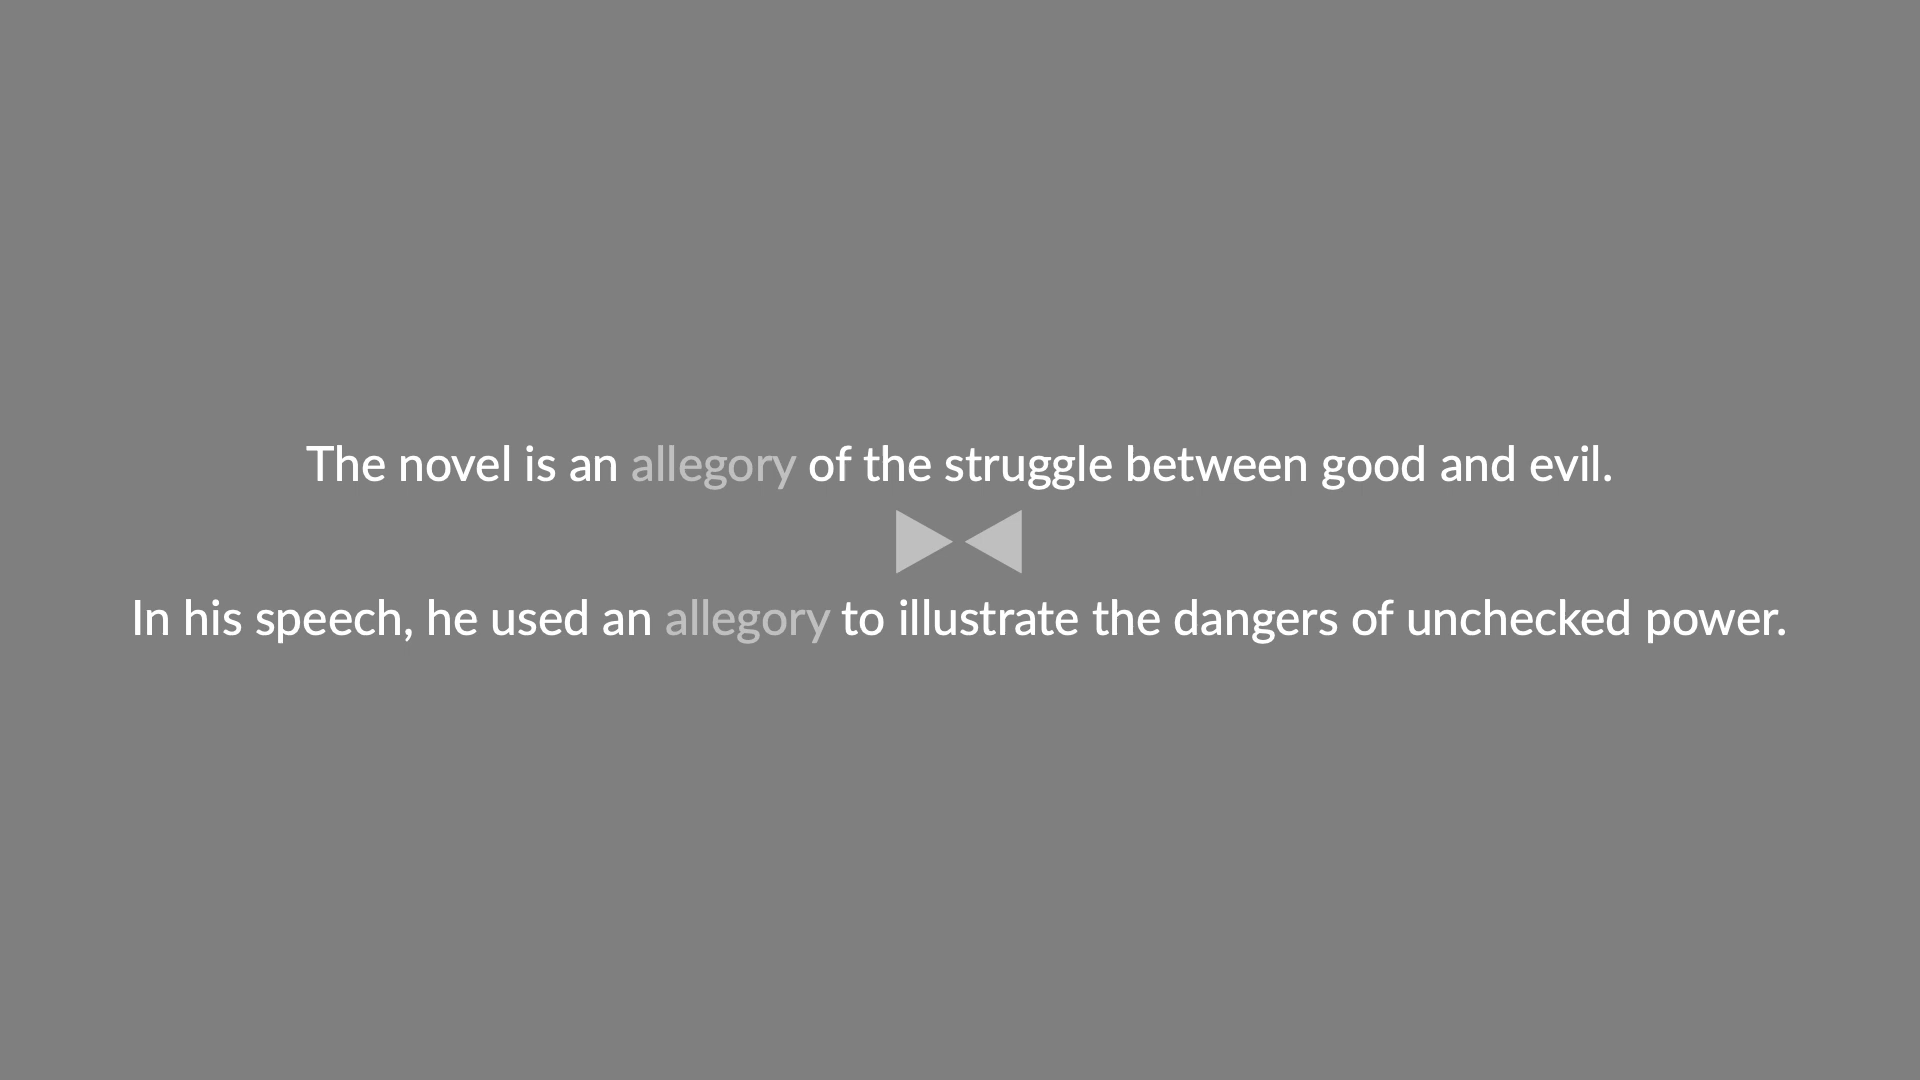 The novel is an allegory of the struggle between good and evil.
In his speech, he used an allegory to illustrate the dangers of unchecked power.